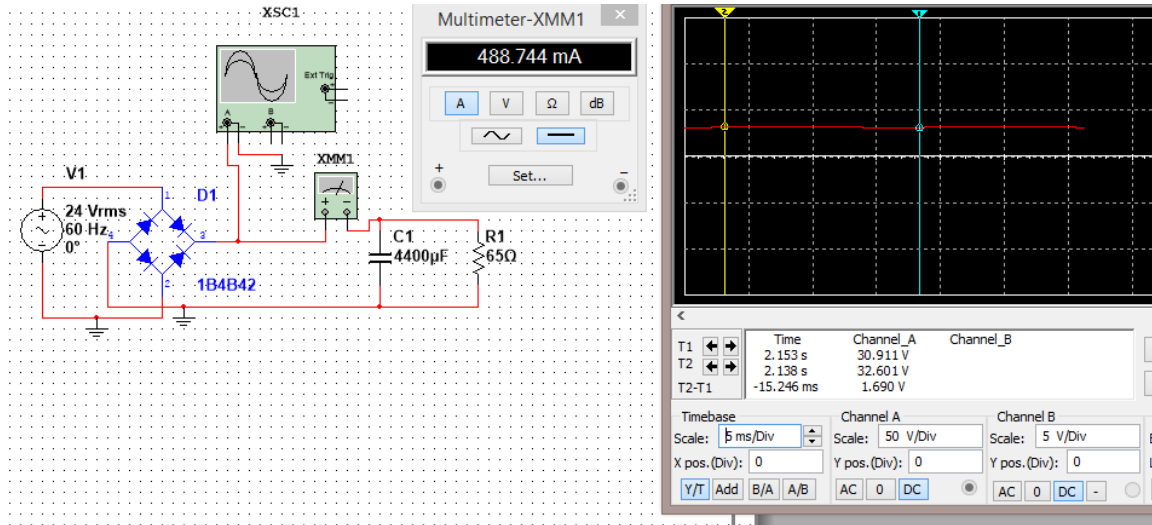 XSC1
Ext Trig
A
B
V1
24 Vrms
60 Hz
0°
D1
1
2
3
4
1B4B42
XMM1
C1
4400µF
R1
65Ω
Multimeter-XMM1
×
488.744 mA
A V Ω dB
Set...
+ -
2
1
Time Channel_A Channel_B
T1 2.153 s 30.911 V
T2 2.138 s 32.601 V
T2-T1 -15.246 ms 1.690 V
Timebase Channel A Channel B
Scale: 5 ms/Div Scale: 50 V/Div Scale: 5 V/Div
X pos.(Div): 0 Y pos.(Div): 0 Y pos.(Div): 0
Y/T Add B/A A/B AC 0 DC AC 0 DC -